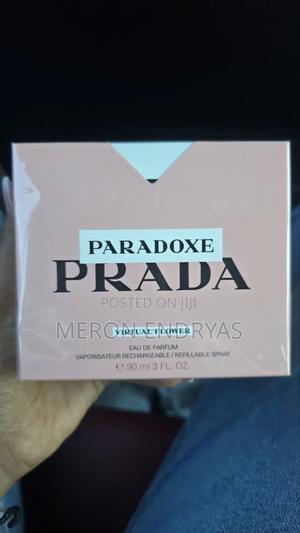 PARADOXE
PRADA
POSTED ON JIJI
VIRTUAL FLOWER
MERON ENDRYAS
EAU DE PARFUM
VAPORISATEUR RECHARGEABLE / REFILLABLE SPRAY
℮ 90 ml 3 FL. OZ.